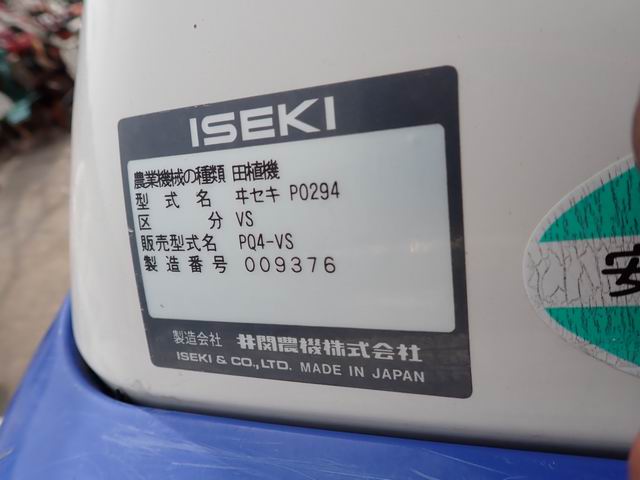 ISEKI
農業機械の種類 田植機
型式名 ヰセキ P0294
区分 VS
販売型式名 PQ4-VS
製造番号 009376
製造会社 井関農機株式会社
ISEKI & CO., LTD. MADE IN JAPAN